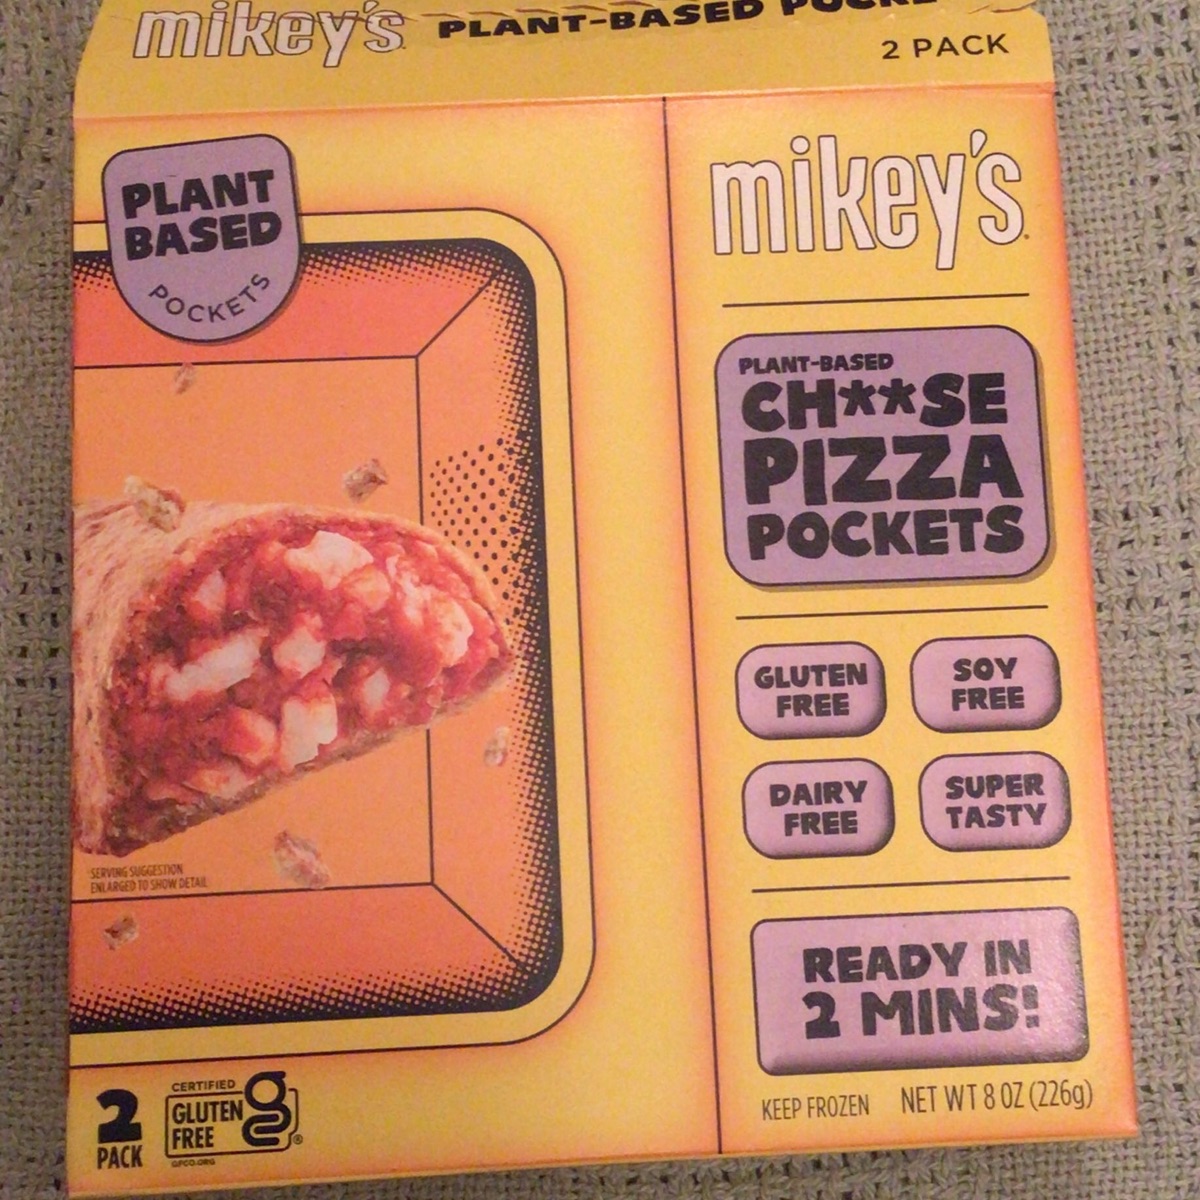 mikey's PLANT-BASED
2 PACK
PLANT
BASED
POCKETS
SERVING SUGGESTION
ENLARGED TO SHOW DETAIL
2
PACK
CERTIFIED
GLUTEN
FREE
GFCO.ORG
mikey's
PLANT-BASED
CH**SE
PIZZA
POCKETS
GLUTEN
FREE
SOY
FREE
DAIRY
FREE
SUPER
TASTY
READY IN
2 MINS!
KEEP FROZEN NET WT 8 OZ (226g)